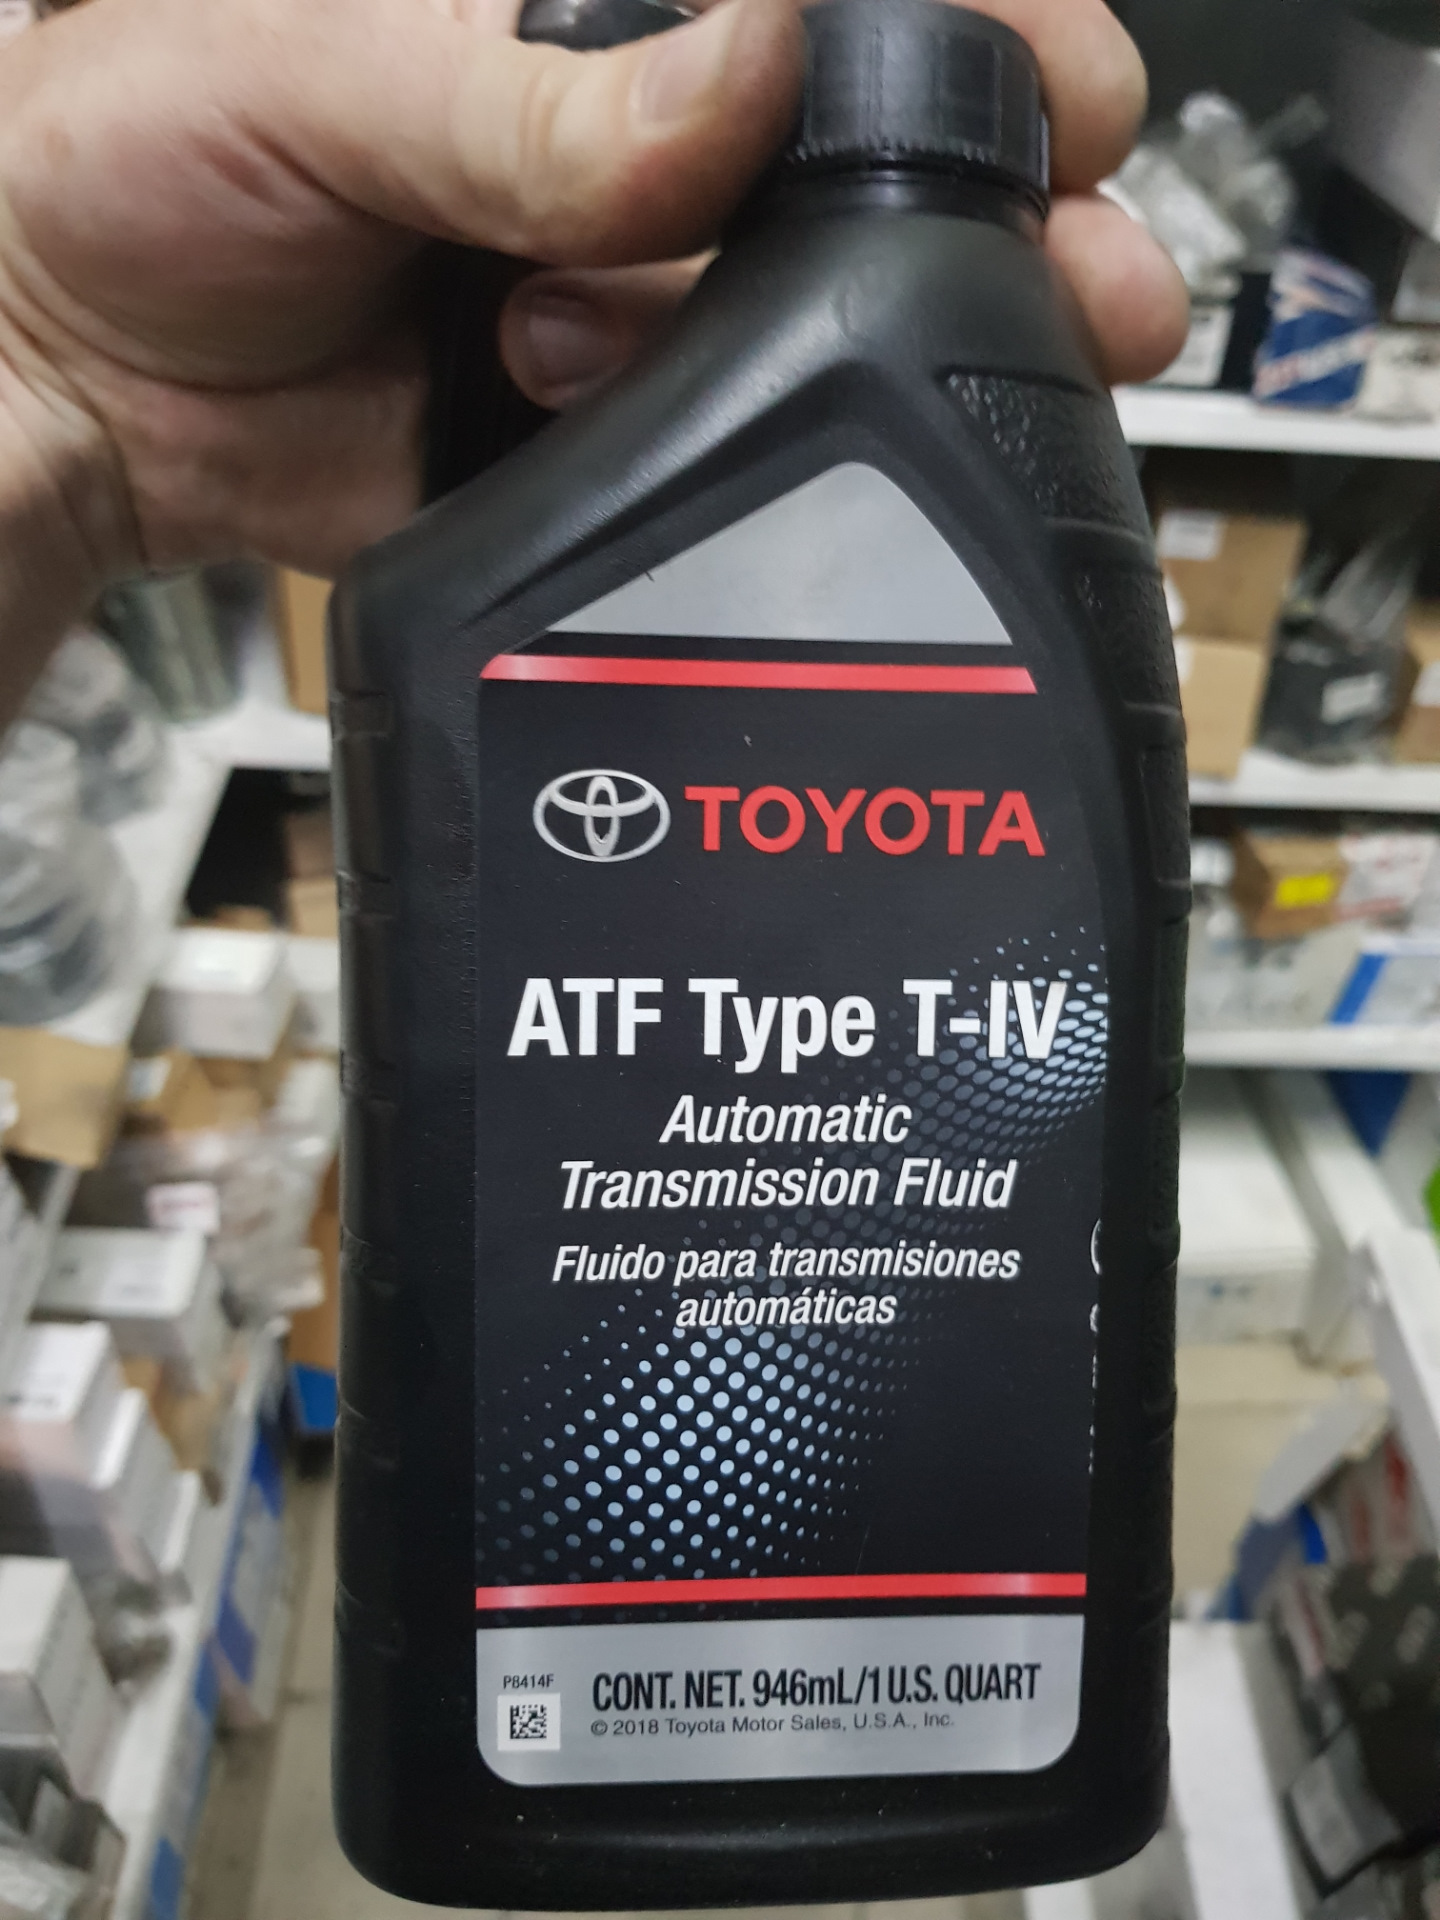 TOYOTA
ATF Type T-IV
Automatic
Transmission Fluid
Fluido para transmisiones
automáticas
P8414F
CONT. NET. 946mL/1 U.S. QUART
© 2018 Toyota Motor Sales, U.S.A., Inc.